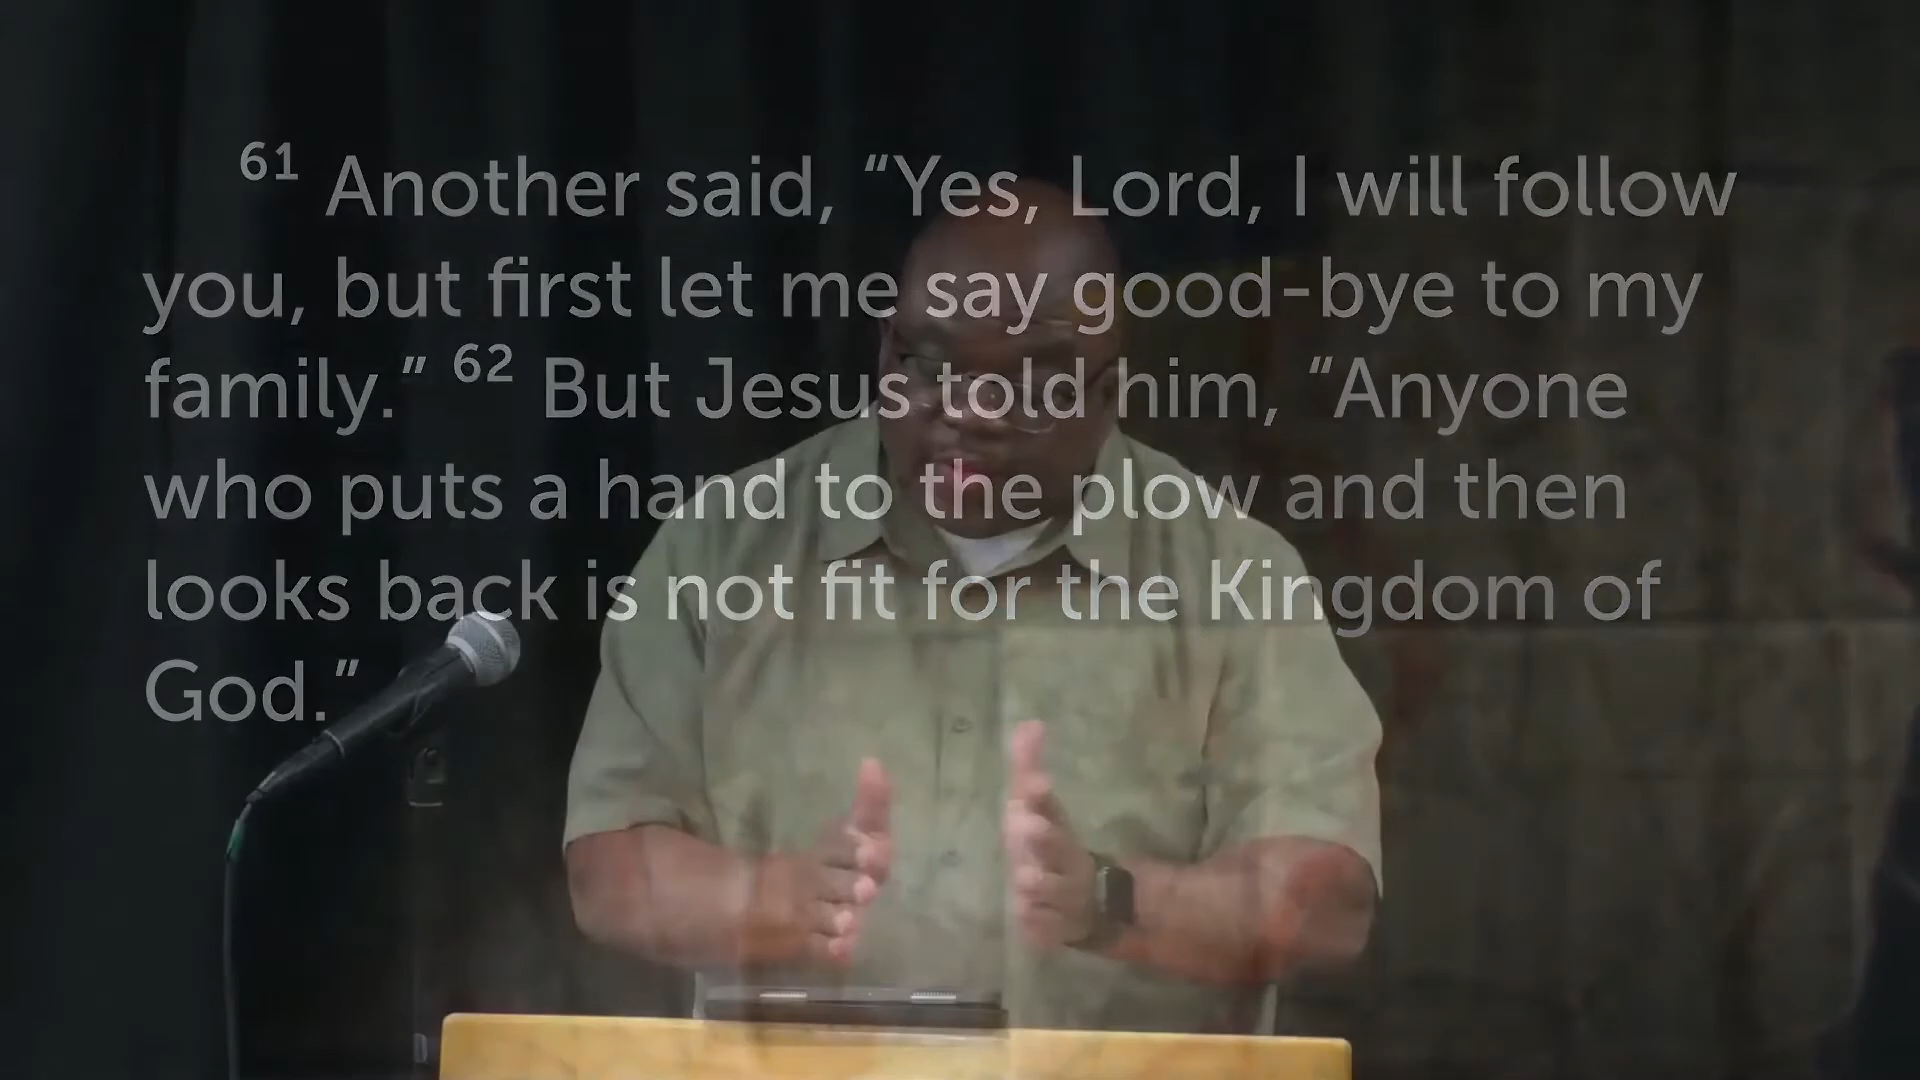 61 Another said, “Yes, Lord, I will follow
you, but first let me say good-bye to my
family.” 62 But Jesus told him, “Anyone
who puts a hand to the plow and then
looks back is not fit for the Kingdom of
God.”